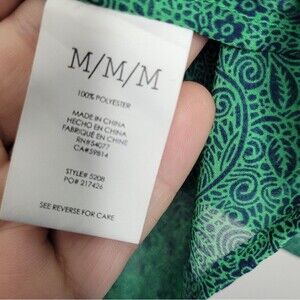 M/M/M
100% POLYESTER
MADE IN CHINA
HECHO EN CHINA
FABRIQUÉ EN CHINE
RN#54077
CA#59814
STYLE# 5208
PO# 217426
SEE REVERSE FOR CARE